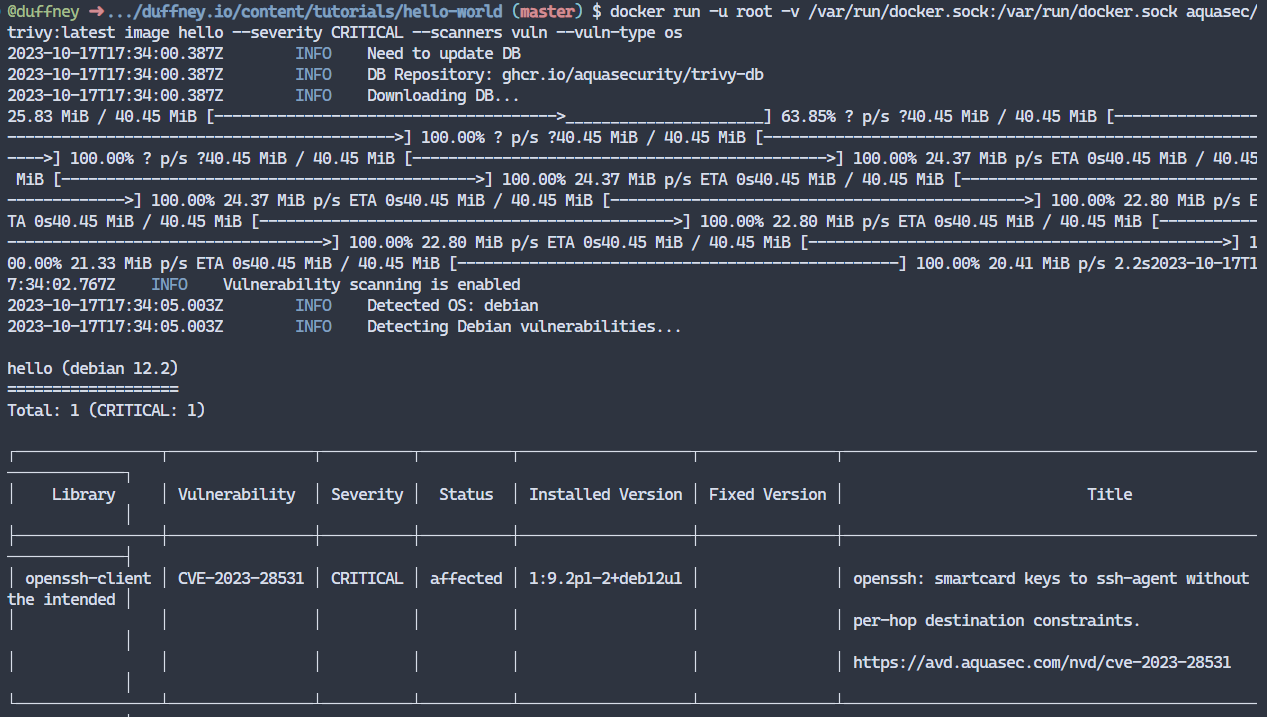 @duffney ➜.../duffney.io/content/tutorials/hello-world (master) $ docker run -u root -v /var/run/docker.sock:/var/run/docker.sock aquasec/
trivy:latest image hello --severity CRITICAL --scanners vuln --vuln-type os
2023-10-17T17:34:00.387Z        INFO    Need to update DB
2023-10-17T17:34:00.387Z        INFO    DB Repository: ghcr.io/aquasecurity/trivy-db
2023-10-17T17:34:00.387Z        INFO    Downloading DB...
25.83 MiB / 40.45 MiB [-------------------------------------->______________________] 63.85% ? p/s ?40.45 MiB / 40.45 MiB [----------------
------------------------------------------->] 100.00% ? p/s ?40.45 MiB / 40.45 MiB [-------------------------------------------------------
---->] 100.00% ? p/s ?40.45 MiB / 40.45 MiB [---------------------------------------------->] 100.00% 24.37 MiB p/s ETA 0s40.45 MiB / 40.45
 MiB [---------------------------------------------->] 100.00% 24.37 MiB p/s ETA 0s40.45 MiB / 40.45 MiB [---------------------------------
------------->] 100.00% 24.37 MiB p/s ETA 0s40.45 MiB / 40.45 MiB [---------------------------------------------->] 100.00% 22.80 MiB p/s E
TA 0s40.45 MiB / 40.45 MiB [---------------------------------------------->] 100.00% 22.80 MiB p/s ETA 0s40.45 MiB / 40.45 MiB [-----------
----------------------------------->] 100.00% 22.80 MiB p/s ETA 0s40.45 MiB / 40.45 MiB [---------------------------------------------->] 1
00.00% 21.33 MiB p/s ETA 0s40.45 MiB / 40.45 MiB [-------------------------------------------------] 100.00% 20.41 MiB p/s 2.2s2023-10-17T1
7:34:02.767Z    INFO    Vulnerability scanning is enabled
2023-10-17T17:34:05.003Z        INFO    Detected OS: debian
2023-10-17T17:34:05.003Z        INFO    Detecting Debian vulnerabilities...
hello (debian 12.2)
===================
Total: 1 (CRITICAL: 1)
│    Library     │ Vulnerability  │ Severity │  Status  │ Installed Version │ Fixed Version │                           Title
│ openssh-client │ CVE-2023-28531 │ CRITICAL │ affected │ 1:9.2p1-2+deb12u1 │               │ openssh: smartcard keys to ssh-agent without
the intended │
│                │                │          │          │                   │               │ per-hop destination constraints.
│                │                │          │          │                   │               │ https://avd.aquasec.com/nvd/cve-2023-28531